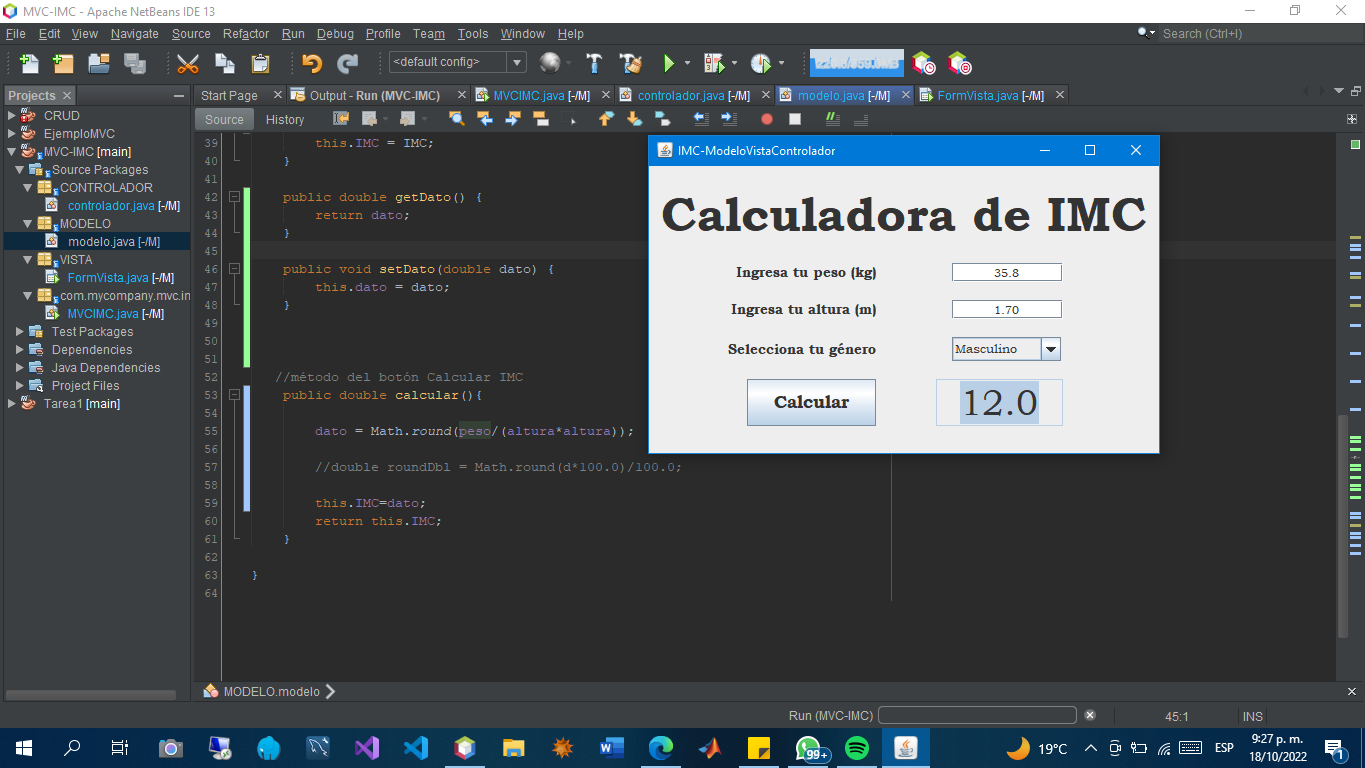 MVC-IMC - Apache NetBeans IDE 13
File Edit View Navigate Source Refactor Run Debug Profile Team Tools Window Help
Search (Ctrl+I)
<default config>
Projects
Start Page
Output - Run (MVC-IMC)
MVCIMC.java [-/M]
controlador.java [-/M]
modelo.java [-/M]
FormVista.java [-/M]
Source History
CRUD
EjemploMVC
MVC-IMC [main]
Source Packages
CONTROLADOR
controlador.java [-/M]
MODELO
modelo.java [-/M]
VISTA
FormVista.java [-/M]
com.mycompany.mvc.in
MVCIMC.java [-/M]
Test Packages
Dependencies
Java Dependencies
Project Files
Tarea1 [main]
39 this.IMC = IMC;
40 }
41
42 public double getDato() {
43 return dato;
44 }
45
46 public void setDato(double dato) {
47 this.dato = dato;
48 }
49
50
51
52 //método del botón Calcular IMC
53 public double calcular(){
54
55 dato = Math.round(peso/(altura*altura));
56
57 //double roundDbl = Math.round(d*100.0)/100.0;
58
59 this.IMC=dato;
60 return this.IMC;
61 }
62
63 }
64
IMC-ModeloVistaControlador
Calculadora de IMC
Ingresa tu peso (kg) 35.8
Ingresa tu altura (m) 1.70
Selecciona tu género Masculino
Calcular 12.0
MODELO.modelo
Run (MVC-IMC)
45:1 INS
99+
19°C
ESP
9:27 p. m.
18/10/2022
1